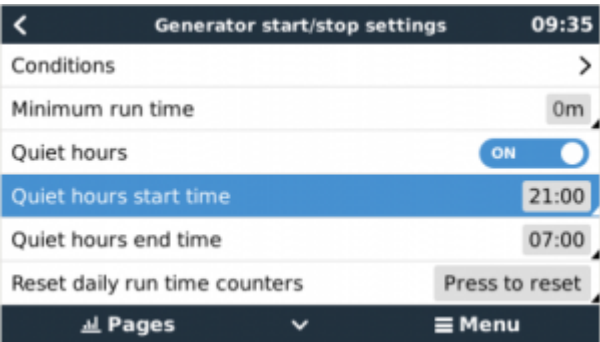 Generator start/stop settings 09:35
Conditions
Minimum run time 0m
Quiet hours ON
Quiet hours start time 21:00
Quiet hours end time 07:00
Reset daily run time counters Press to reset
Pages Menu